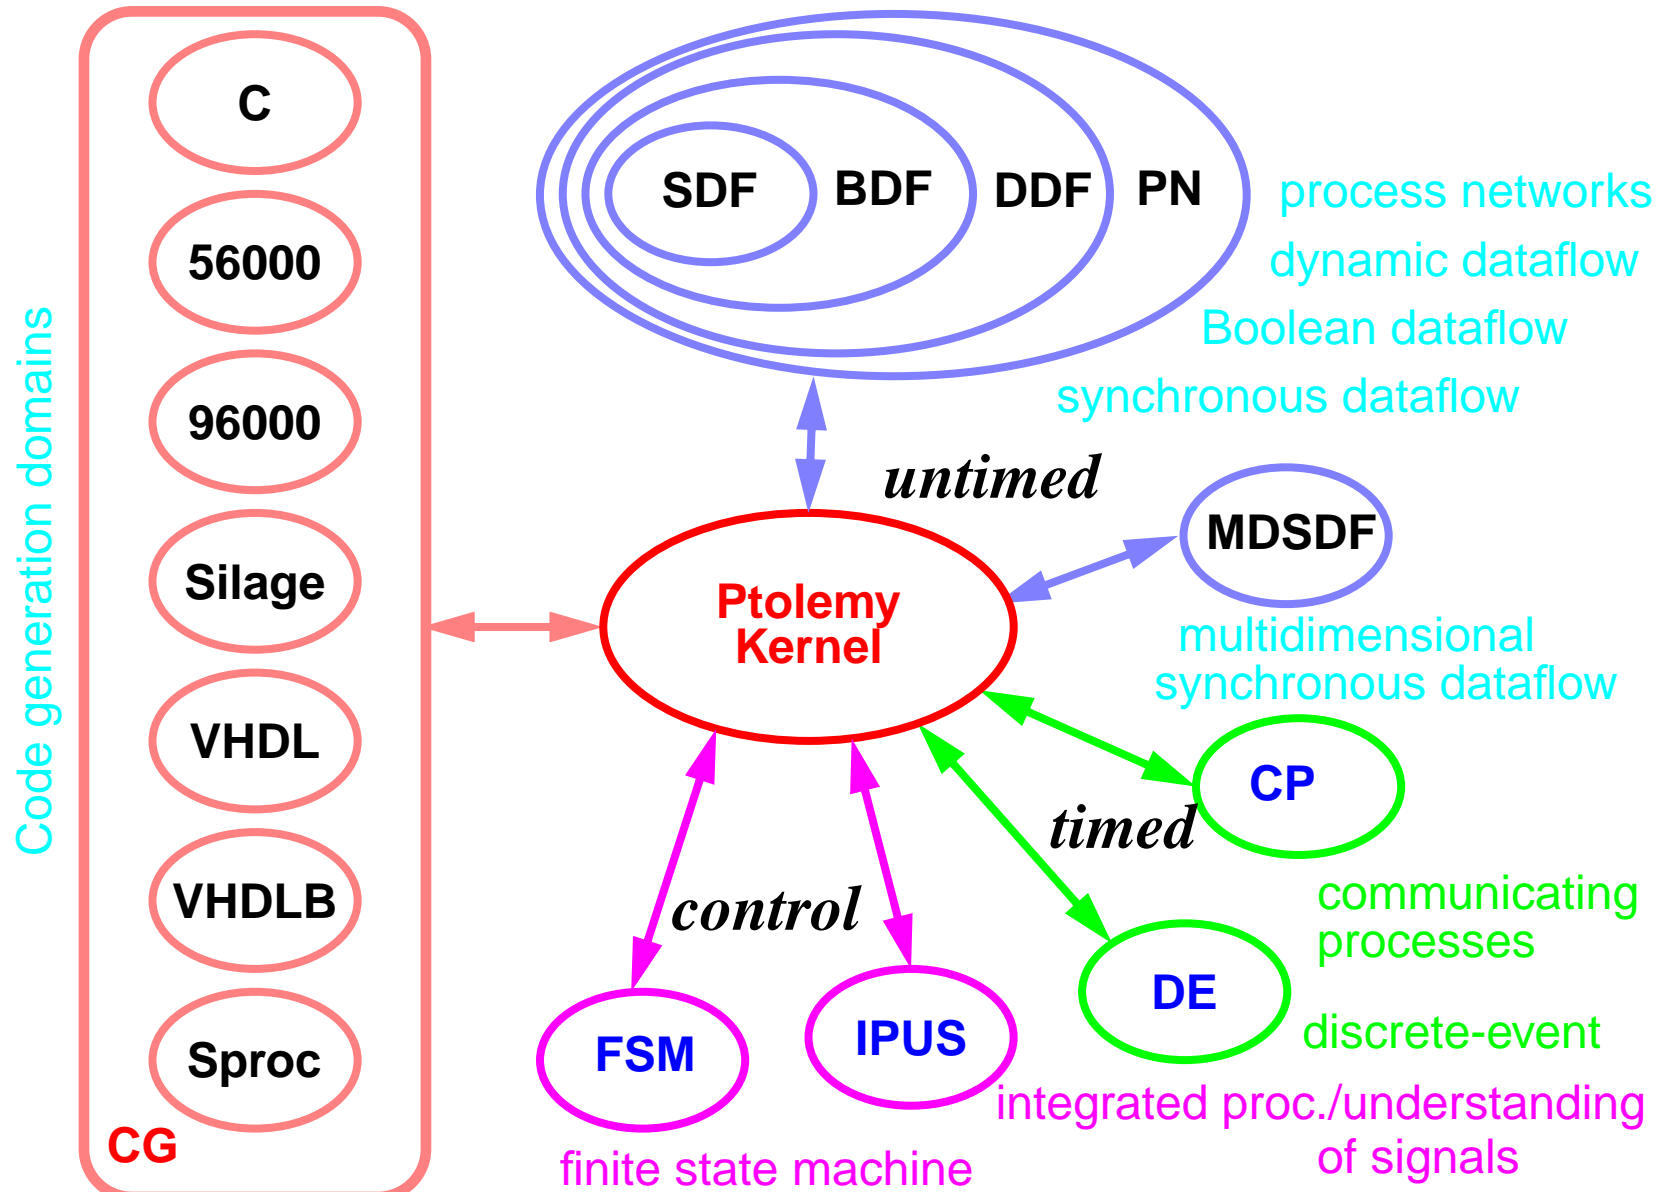 Code generation domains
C
56000
96000
Silage
VHDL
VHDLB
Sproc
CG
SDF
BDF
DDF
PN
process networks
dynamic dataflow
Boolean dataflow
synchronous dataflow
untimed
MDSDF
multidimensional
synchronous dataflow
Ptolemy
Kernel
CP
timed
communicating
processes
control
DE
discrete-event
FSM
finite state machine
IPUS
integrated proc./understanding
of signals